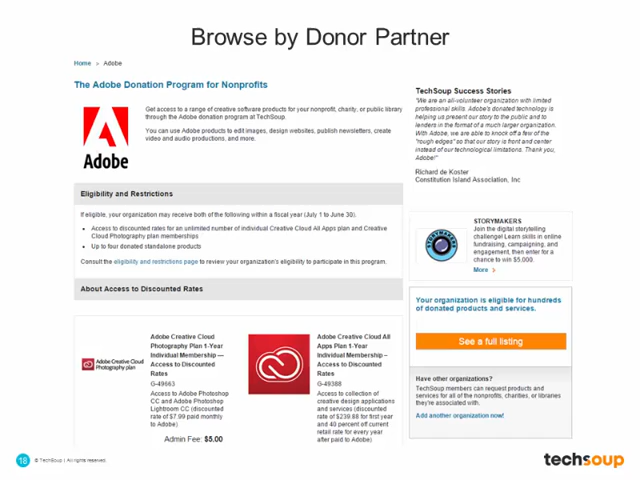 Browse by Donor Partner
Home > Adobe
The Adobe Donation Program for Nonprofits
Adobe
Get access to a range of creative software products for your nonprofit, charity, or public library
through the Adobe donation program at TechSoup.
You can use Adobe products to edit images, design websites, publish newsletters, create
video and audio productions, and more.
Eligibility and Restrictions
If eligible, your organization may receive both of the following within a fiscal year (July 1 to June 30).
Access to discounted rates for an unlimited number of individual Creative Cloud All Apps plan and Creative
Cloud Photography plan memberships
Up to four donated standalone products
Consult the eligibility and restrictions page to review your organization's eligibility to participate in this program.
About Access to Discounted Rates
Adobe Creative Cloud
Photography plan
Adobe Creative Cloud
Photography Plan 1-Year
Individual Membership —
Access to Discounted
Rates
G-49663
Access to Adobe Photoshop
CC and Adobe Photoshop
Lightroom CC (discounted
rate of $7.99 paid monthly
to Adobe)
Admin Fee: $5.00
Adobe Creative Cloud All
Apps Plan 1-Year
Individual Membership –
Access to Discounted
Rates
G-49388
Access to collection of
creative design applications
and services (discounted
rate of $239.88 for first year
and 40 percent off current
retail rate for every year
after paid to Adobe)
TechSoup Success Stories
"We are an all-volunteer organization with limited
professional skills. Adobe's donated technology is
helping us present our story to the public and to
lenders in the format of a much larger organization.
With Adobe, we are able to knock off a few of the
"rough edges" so that our story is front and center
instead of our technological limitations. Thank you,
Adobe!"
Richard de Koster
Constitution Island Association, Inc
STORYMAKERS
STORYMAKERS
Join the digital storytelling
challenge! Learn skills in online
fundraising, campaigning, and
engagement, then enter for a
chance to win $5,000.
More >
Your organization is eligible for hundreds
of donated products and services.
See a full listing
Have other organizations?
TechSoup members can request products and
services for all of the nonprofits, charities, or libraries
they're associated with.
Add another organization now!
18
© TechSoup | All rights reserved.
techsoup